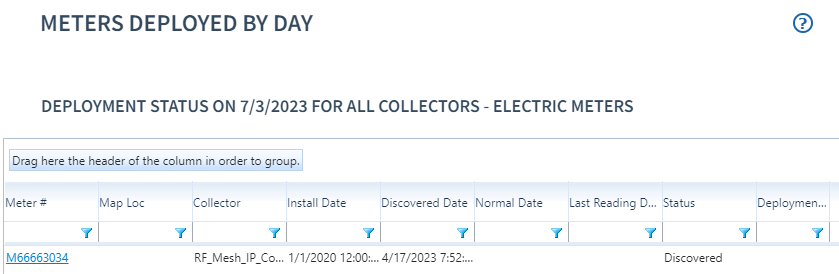 METERS DEPLOYED BY DAY ?
DEPLOYMENT STATUS ON 7/3/2023 FOR ALL COLLECTORS - ELECTRIC METERS
Drag here the header of the column in order to group.
Meter # Map Loc Collector Install Date Discovered Date Normal Date Last Reading D... Status Deploymen...
M66663034 RF_Mesh_IP_Co... 1/1/2020 12:00:... 4/17/2023 7:52:... Discovered